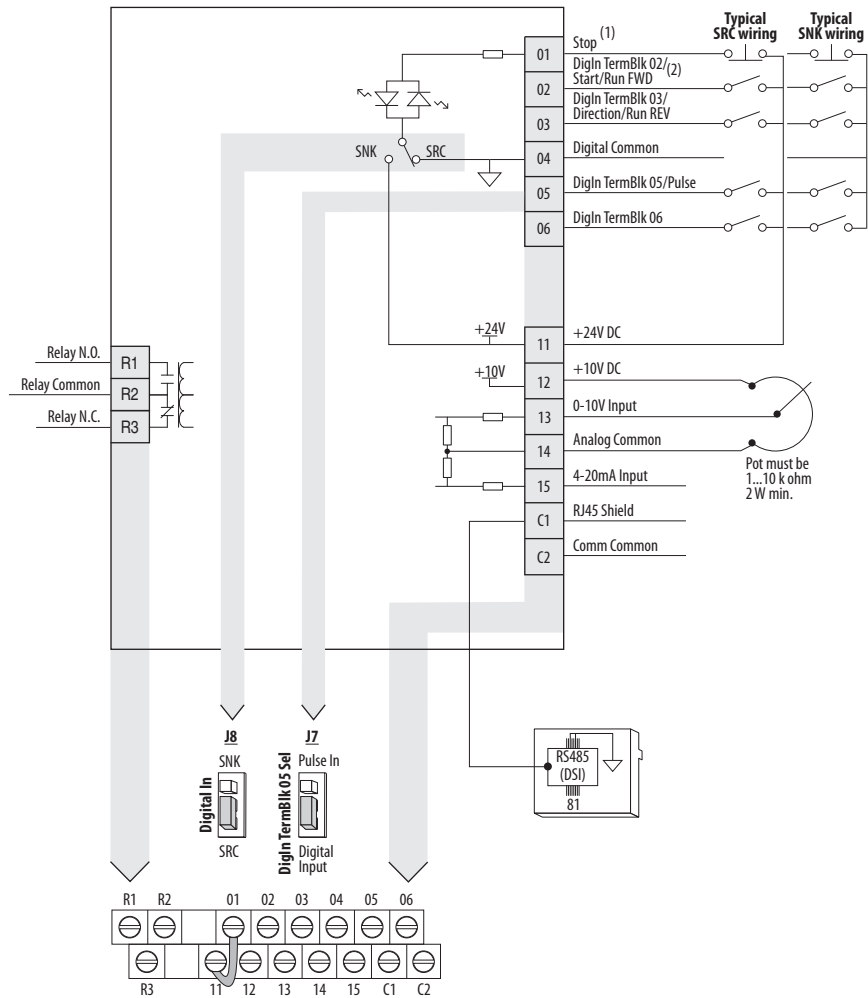 Typical
SRC wiring
Typical
SNK wiring
01 Stop (1)
02 DigIn TermBlk 02/
Start/Run FWD (2)
03 DigIn TermBlk 03/
Direction/Run REV
SNK SRC
04 Digital Common
05 DigIn TermBlk 05/Pulse
06 DigIn TermBlk 06
+24V 11 +24V DC
+10V 12 +10V DC
13 0-10V Input
14 Analog Common
15 4-20mA Input
C1 RJ45 Shield
C2 Comm Common
Pot must be
1...10 k ohm
2 W min.
Relay N.O. R1
Relay Common R2
Relay N.C. R3
J8
SNK
Digital In
SRC
J7
Pulse In
DigIn TermBlk 05 Sel
Digital
Input
RS485
(DSI)
81
R1 R2 01 02 03 04 05 06
R3 11 12 13 14 15 C1 C2